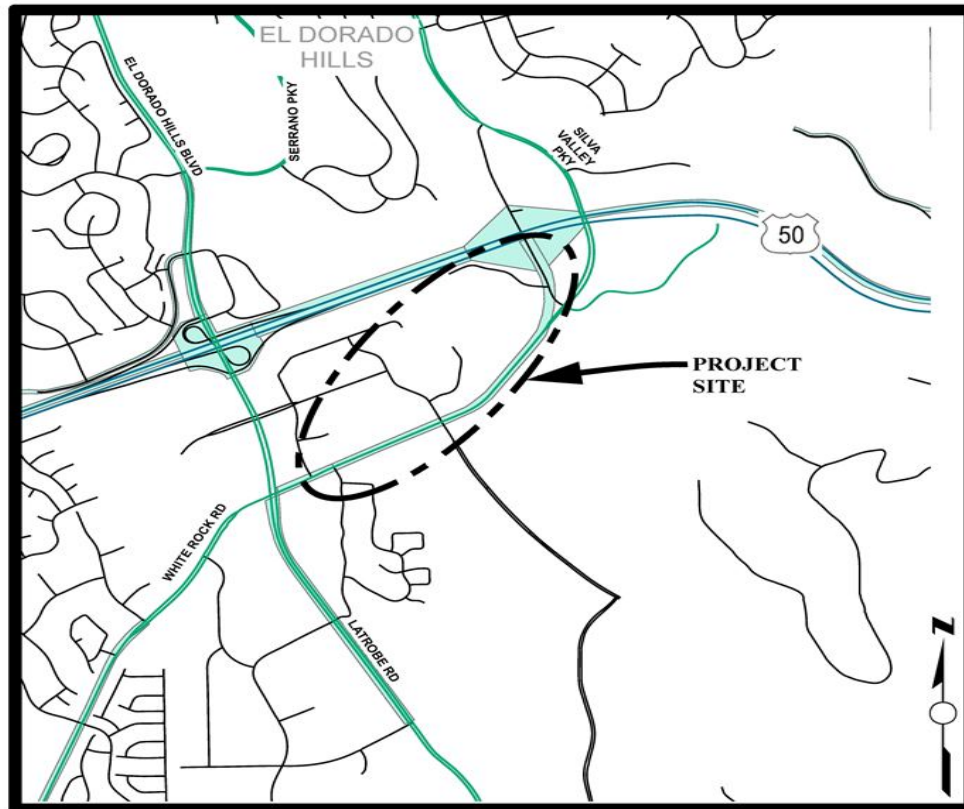 EL DORADO
HILLS
EL DORADO HILLS BLVD
SERRANO PKY
SILVA
VALLEY
PKY
50
PROJECT
SITE
WHITE ROCK RD
LATROBE RD
N